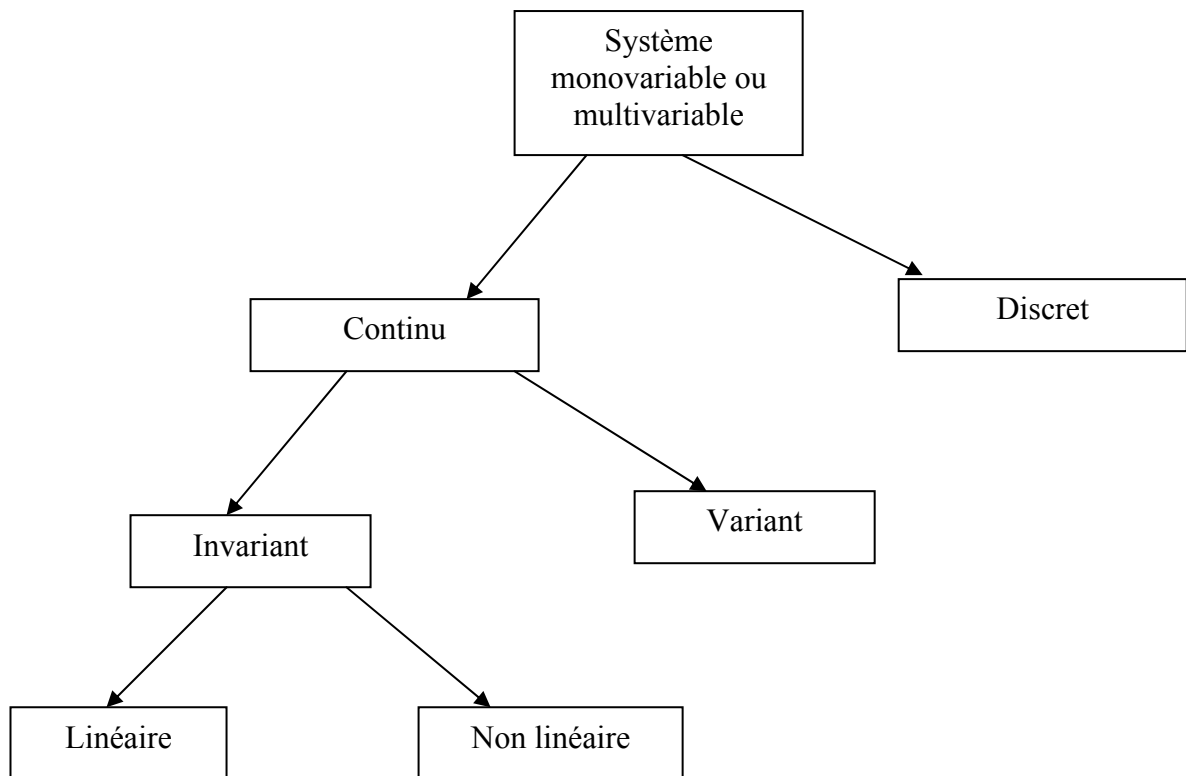 Système
monovariable ou
multivariable
Continu
Discret
Invariant
Variant
Linéaire
Non linéaire